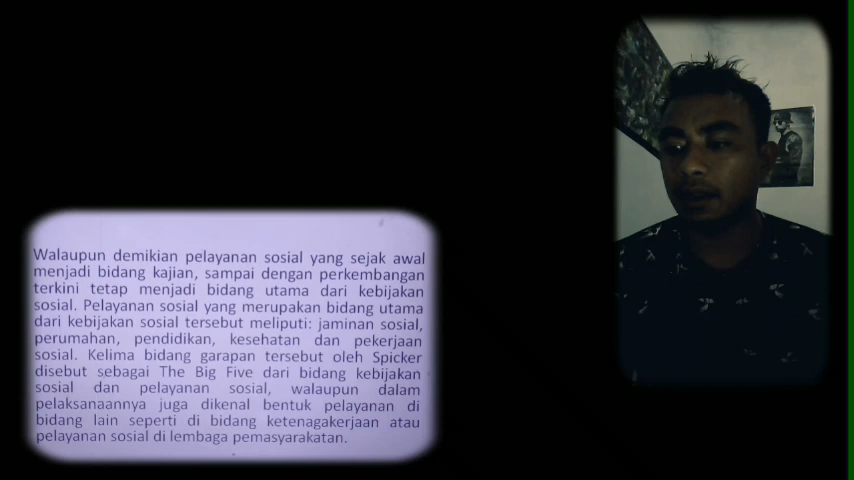 Walaupun demikian pelayanan sosial yang sejak awal
menjadi bidang kajian, sampai dengan perkembangan
terkini tetap menjadi bidang utama dari kebijakan
sosial. Pelayanan sosial yang merupakan bidang utama
dari kebijakan sosial tersebut meliputi: jaminan sosial,
perumahan, pendidikan, kesehatan dan pekerjaan
sosial. Kelima bidang garapan tersebut oleh Spicker
disebut sebagai The Big Five dari bidang kebijakan
sosial dan pelayanan sosial, walaupun dalam
pelaksanaannya juga dikenal bentuk pelayanan di
bidang lain seperti di bidang ketenagakerjaan atau
pelayanan sosial di lembaga pemasyarakatan.